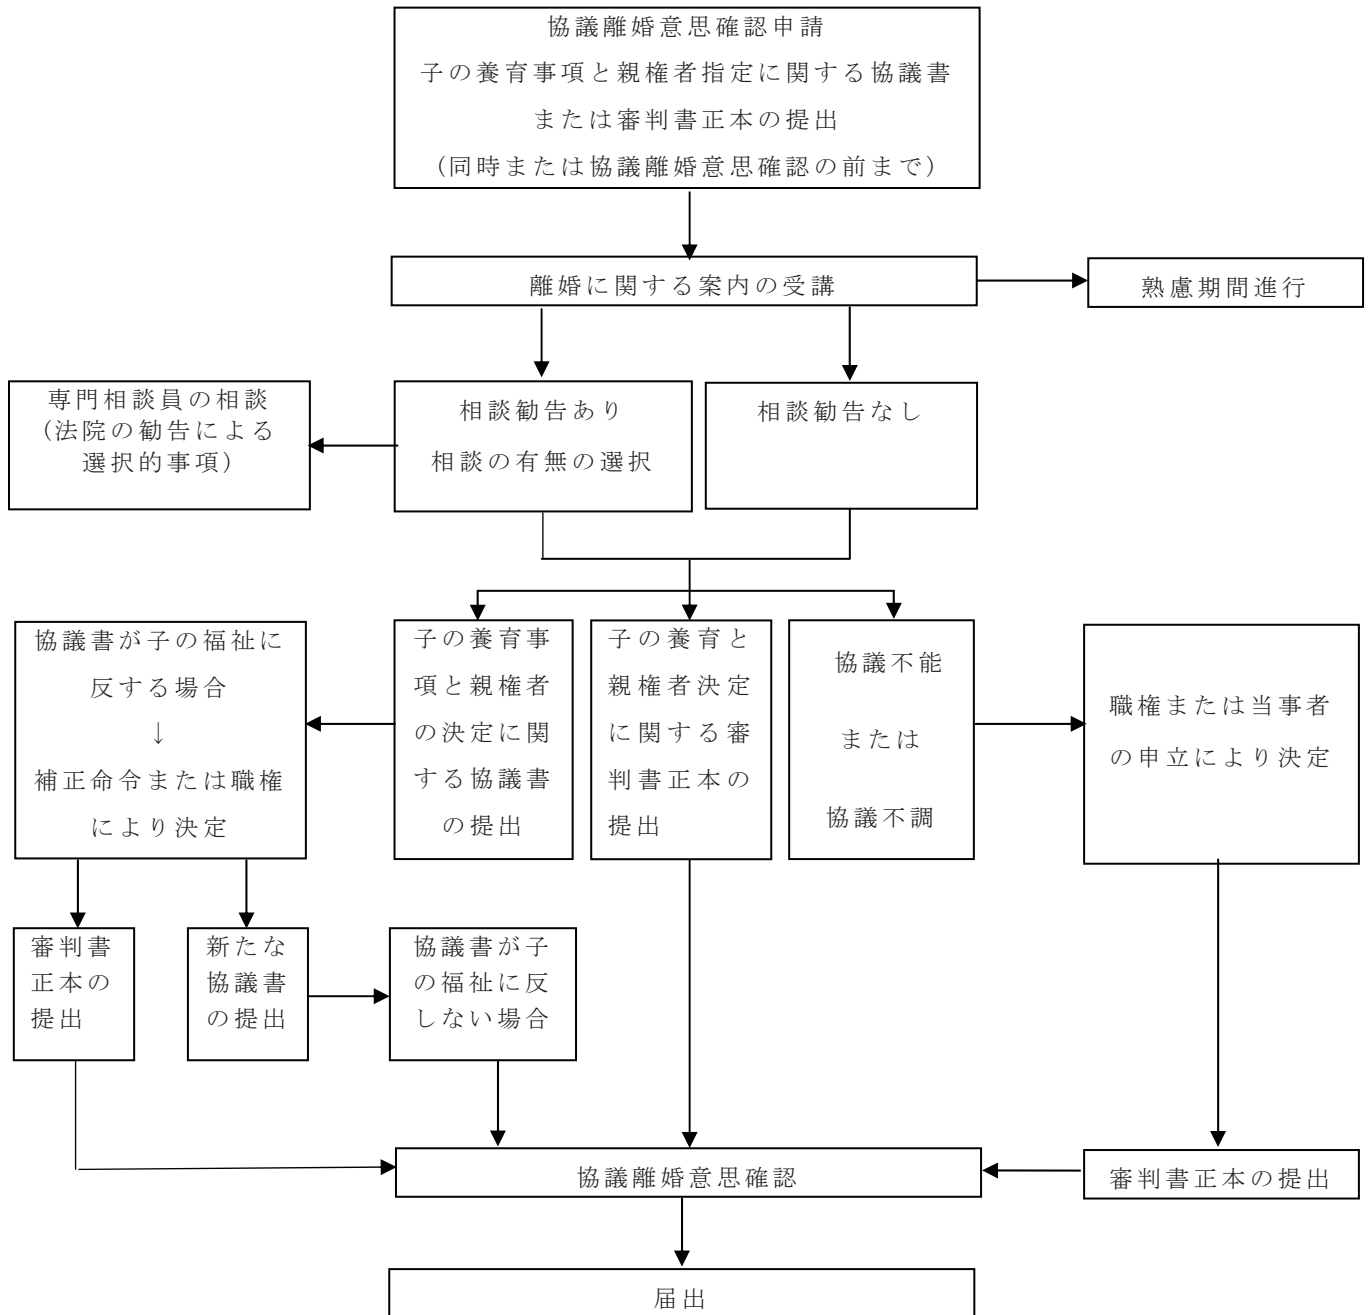 協議離婚意思確認申請
子の養育事項と親権者指定に関する協議書
または審判書正本の提出
(同時または協議離婚意思確認の前まで)
離婚に関する案内の受講
熟慮期間進行
専門相談員の相談
(法院の勧告による
選択的事項)
相談勧告あり
相談の有無の選択
相談勧告なし
協議書が子の福祉に
反する場合
↓
補正命令または職権
により決定
子の養育事
項と親権者
の決定に関
する協議書
の提出
子の養育と
親権者決定
に関する審
判書正本の
提出
協議不能
または
協議不調
職権または当事者
の申立により決定
審判書
正本の
提出
新たな
協議書
の提出
協議書が子
の福祉に反
しない場合
協議離婚意思確認
審判書正本の提出
届出